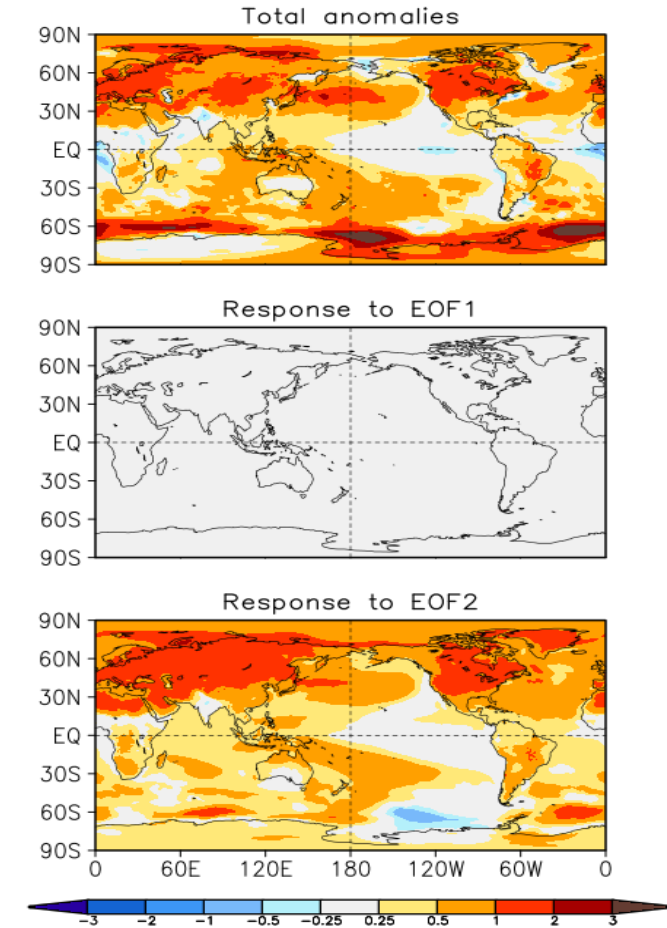 Total anomalies
90N
60N
30N
EQ
30S
60S
90S
Response to EOF1
90N
60N
30N
EQ
30S
60S
90S
Response to EOF2
90N
60N
30N
EQ
30S
60S
90S
0 60E 120E 180 120W 60W 0
-3 -2 -1 -0.5 -0.25 0.25 0.5 1 2 3